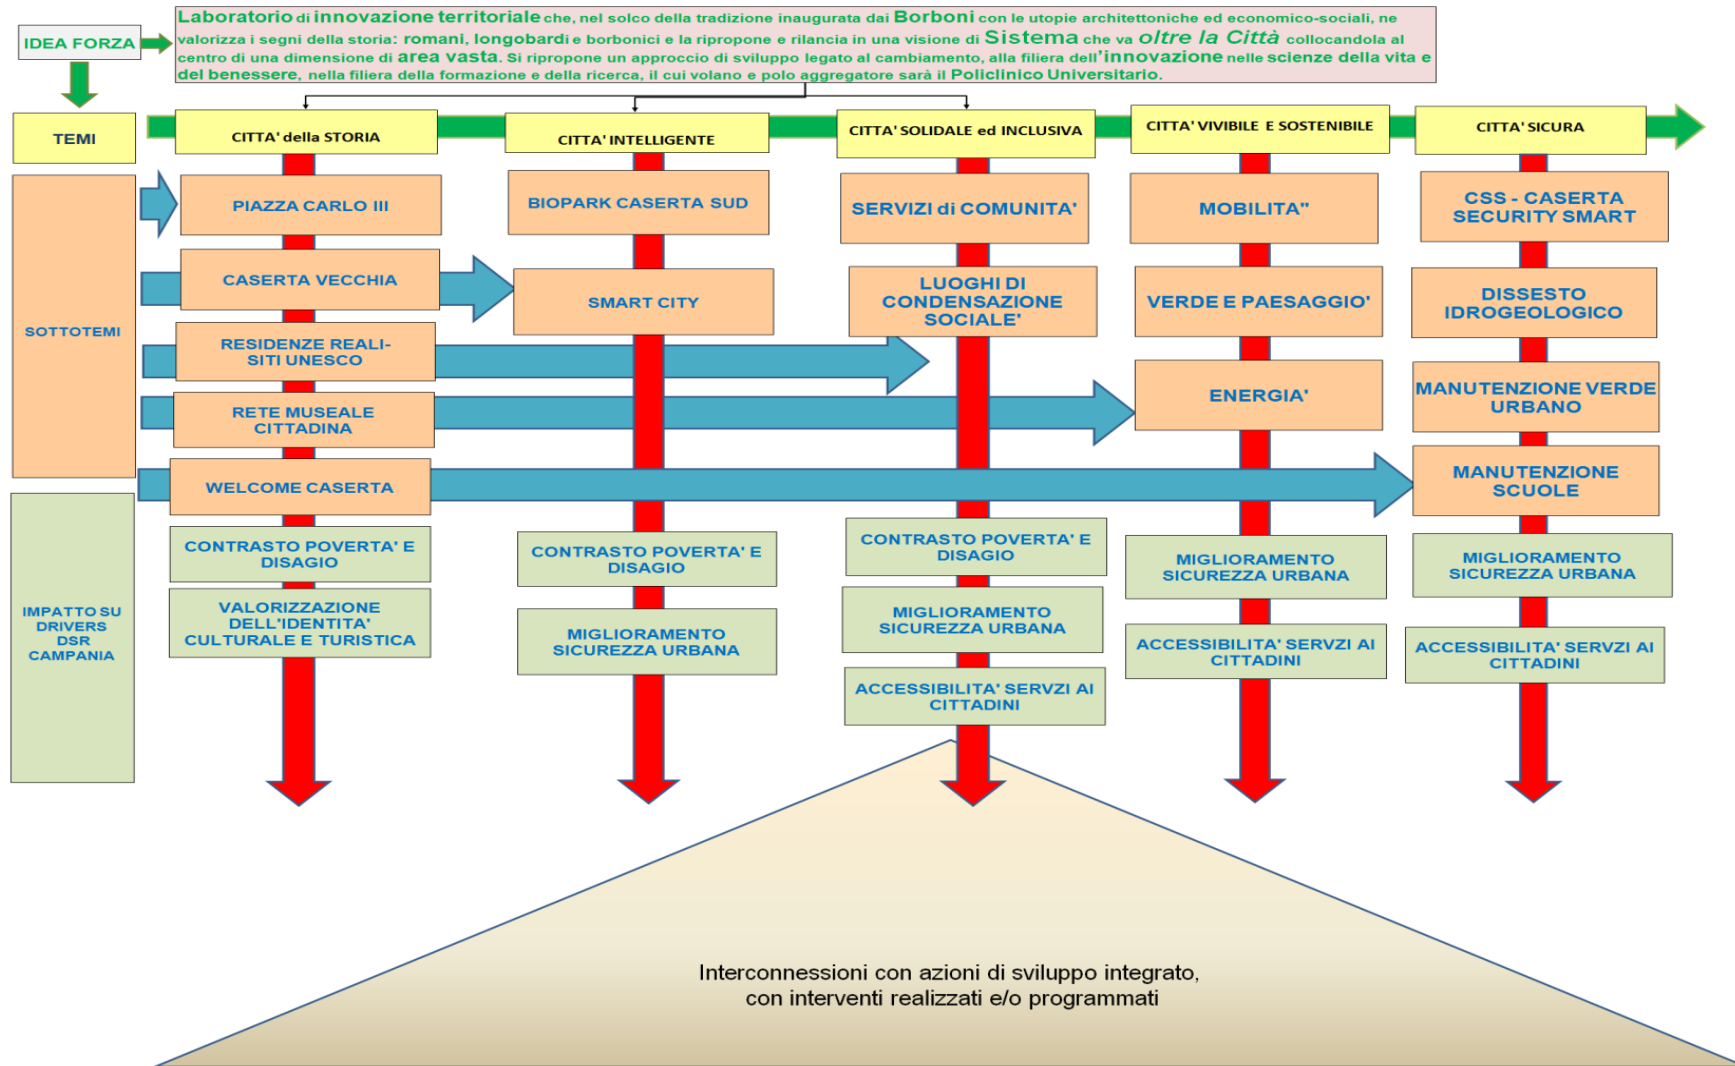 IDEA FORZA
Laboratorio di innovazione territoriale che, nel solco della tradizione inaugurata dai Borboni con le utopie architettoniche ed economico-sociali, ne
valorizza i segni della storia: romani, longobardi e borbonici e la ripropone e rilancia in una visione di Sistema che va oltre la Città collocandola al
centro di una dimensione di area vasta. Si ripropone un approccio di sviluppo legato al cambiamento, alla filiera dell'innovazione nelle scienze della vita e
del benessere, nella filiera della formazione e della ricerca, il cui volano e polo aggregatore sarà il Policlinico Universitario.
TEMI
CITTA' della STORIA
CITTA' INTELLIGENTE
CITTA' SOLIDALE ed INCLUSIVA
CITTA' VIVIBILE E SOSTENIBILE
CITTA' SICURA
SOTTOTEMI
PIAZZA CARLO III
CASERTA VECCHIA
RESIDENZE REALI-
SITI UNESCO
RETE MUSEALE
CITTADINA
WELCOME CASERTA
BIOPARK CASERTA SUD
SMART CITY
SERVIZI di COMUNITA'
LUOGHI DI
CONDENSAZIONE
SOCIALE'
MOBILITA"
VERDE E PAESAGGIO'
ENERGIA'
CSS - CASERTA
SECURITY SMART
DISSESTO
IDROGEOLOGICO
MANUTENZIONE VERDE
URBANO
MANUTENZIONE
SCUOLE
IMPATTO SU
DRIVERS
DSR
CAMPANIA
CONTRASTO POVERTA' E
DISAGIO
VALORIZZAZIONE
DELL'IDENTITA'
CULTURALE E TURISTICA
CONTRASTO POVERTA' E
DISAGIO
MIGLIORAMENTO
SICUREZZA URBANA
CONTRASTO POVERTA' E
DISAGIO
MIGLIORAMENTO
SICUREZZA URBANA
ACCESSIBILITA' SERVZI AI
CITTADINI
MIGLIORAMENTO
SICUREZZA URBANA
ACCESSIBILITA' SERVZI AI
CITTADINI
MIGLIORAMENTO
SICUREZZA URBANA
ACCESSIBILITA' SERVZI AI
CITTADINI
Interconnessioni con azioni di sviluppo integrato,
con interventi realizzati e/o programmati